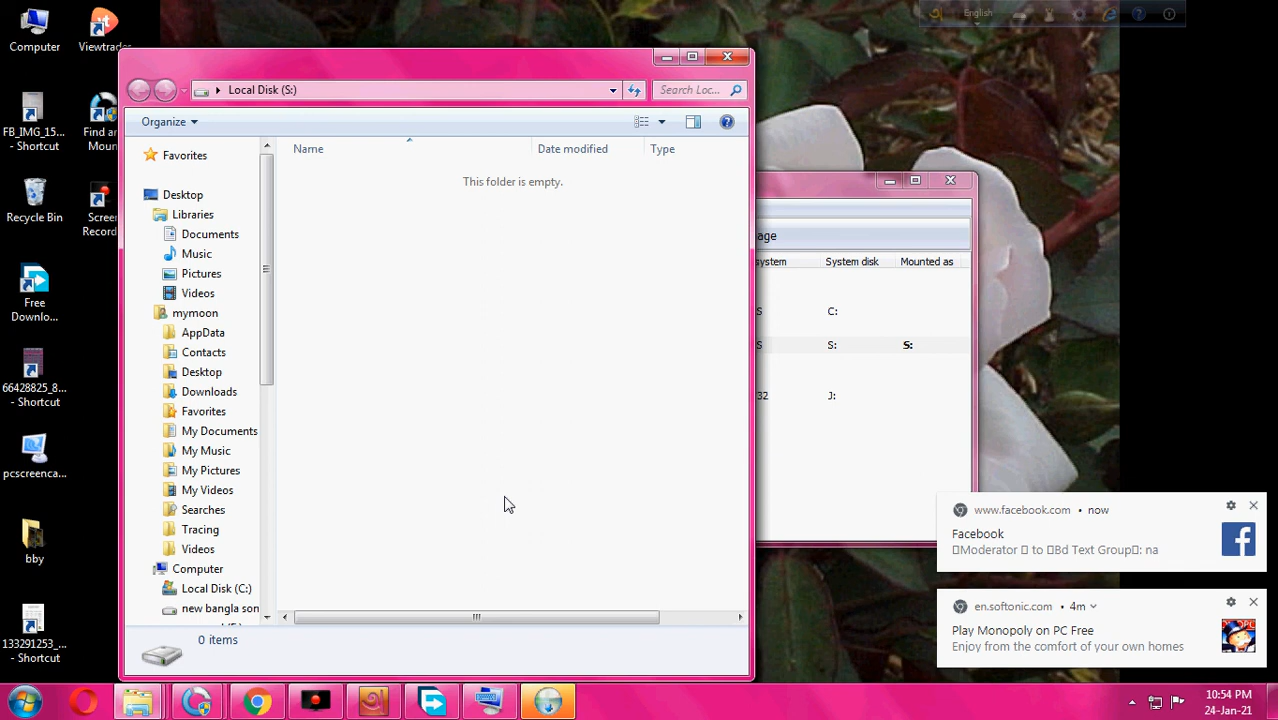 Computer
Viewtrades
FB_IMG_15...
- Shortcut
Find an
Moun
Recycle Bin
Screen
Record
Free
Downlo...
66428825_8...
- Shortcut
pcscreenca...
bby
133291253_...
- Shortcut
English
Local Disk (S:)
Search Loc...
Organize
Name
Date modified
Type
This folder is empty.
Favorites
Desktop
Libraries
Documents
Music
Pictures
Videos
mymoon
AppData
Contacts
Desktop
Downloads
Favorites
My Documents
My Music
My Pictures
My Videos
Searches
Tracing
Videos
Computer
Local Disk (C:)
new bangla son
0 items
age
system
System disk
Mounted as
S
C:
S
S:
S:
32
J:
www.facebook.com • now
Facebook
▯Moderator ▯ to ▯Bd Text Group▯: na
en.softonic.com • 4m
Play Monopoly on PC Free
Enjoy from the comfort of your own homes
10:54 PM
24-Jan-21